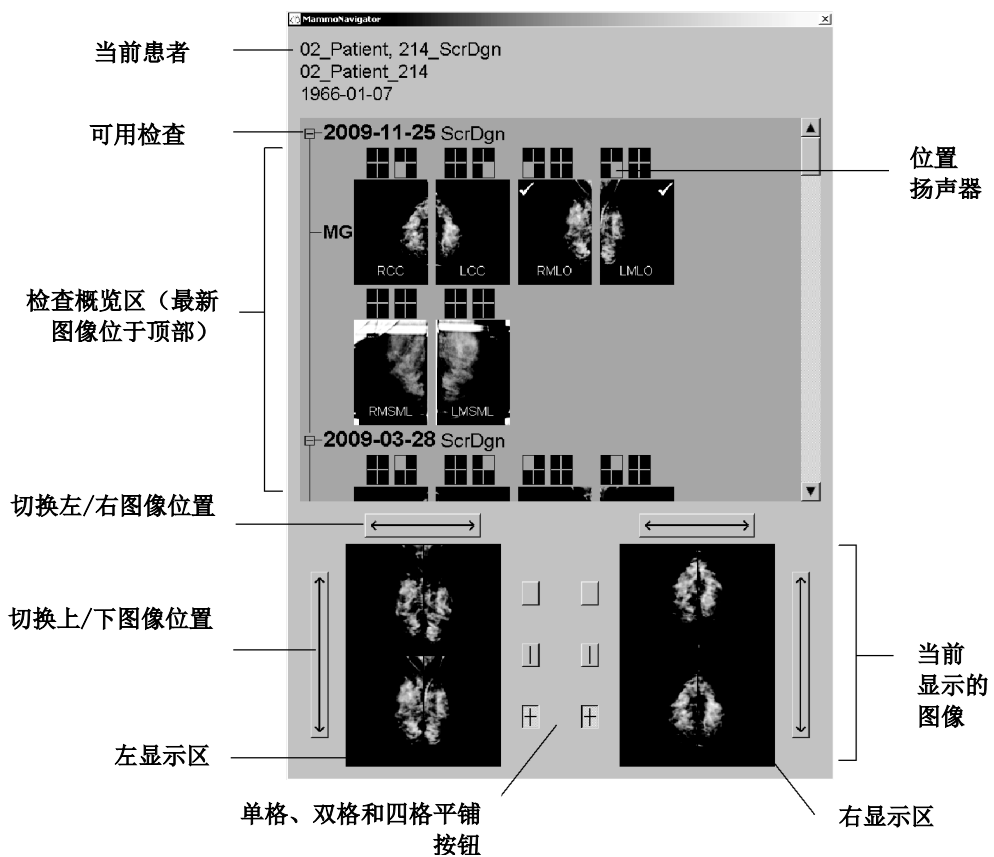 MammoNavigator
当前患者
02_Patient, 214_ScrDgn
02_Patient_214
1966-01-07
可用检查
2009-11-25 ScrDgn
位置
扬声器
MG
RCC
LCC
RMLO
LMLO
检查概览区（最新
图像位于顶部）
RMSML
LMSML
2009-03-28 ScrDgn
切换左/右图像位置
切换上/下图像位置
当前
显示的
图像
左显示区
单格、双格和四格平铺
按钮
右显示区